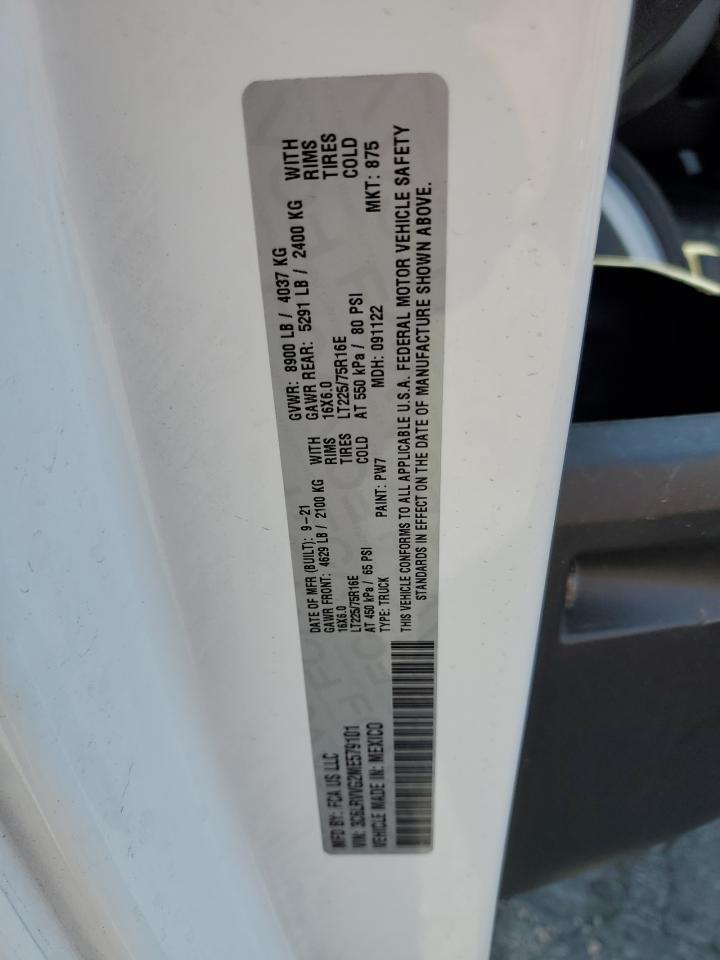 MFD BY: FCA US LLC
DATE OF MFR (BUILT): 9-21
GVWR: 8900 LB / 4037 KG
GAWR FRONT: 4629 LB / 2100 KG WITH
GAWR REAR: 5291 LB / 2400 KG WITH
16X6.0 RIMS
16X6.0 RIMS
LT225/75R16E TIRES
LT225/75R16E TIRES
AT 450 kPa / 65 PSI COLD
AT 550 kPa / 80 PSI COLD
VIN: 3C6LRVVG2ME579101
TYPE: TRUCK
PAINT: PW7
MDH: 091122
MKT: 875
VEHICLE MADE IN: MEXICO
THIS VEHICLE CONFORMS TO ALL APPLICABLE U.S.A. FEDERAL MOTOR VEHICLE SAFETY
STANDARDS IN EFFECT ON THE DATE OF MANUFACTURE SHOWN ABOVE.